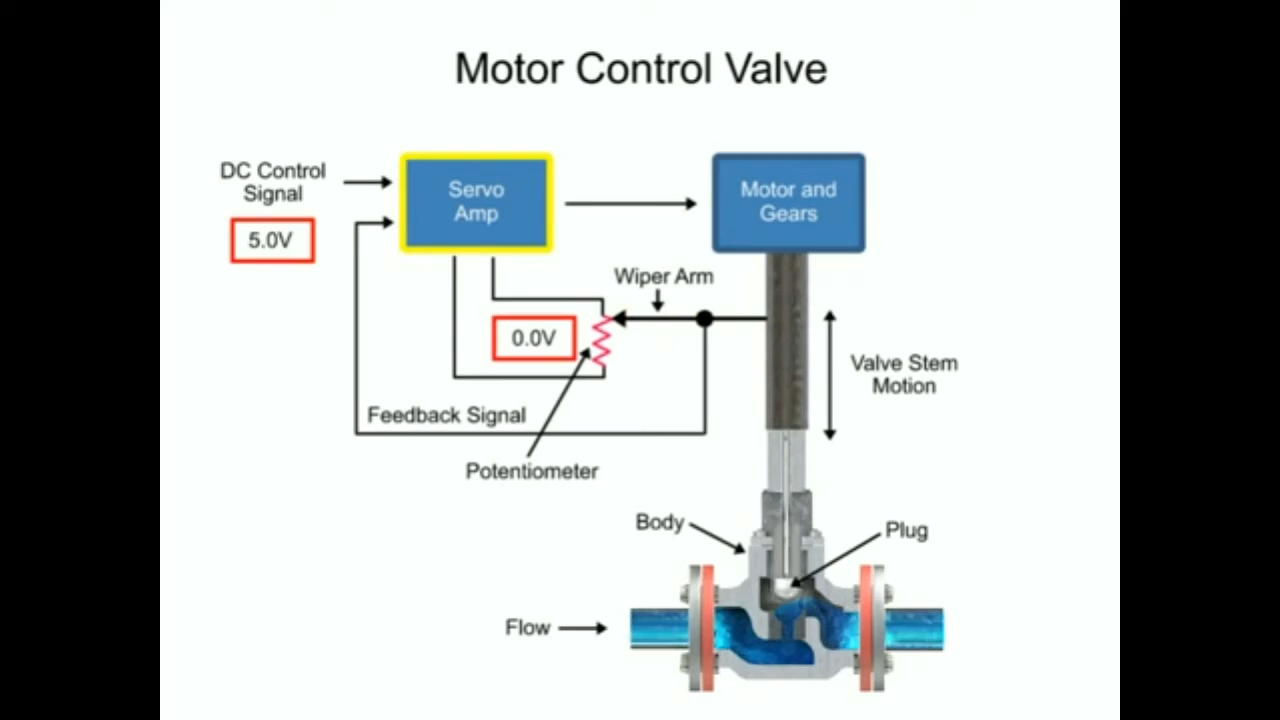 Motor Control Valve
DC Control
Signal
5.0V
Servo
Amp
Motor and
Gears
Wiper Arm
0.0V
Valve Stem
Motion
Feedback Signal
Potentiometer
Body
Plug
Flow